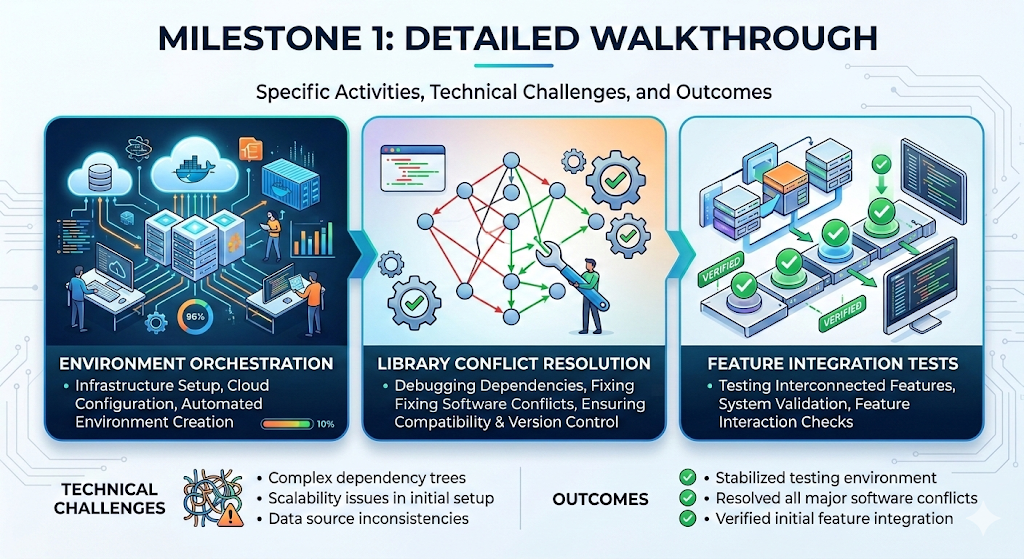 MILESTONE 1: DETAILED WALKTHROUGH
Specific Activities, Technical Challenges, and Outcomes
96%
ENVIRONMENT ORCHESTRATION
• Infrastructure Setup, Cloud
Configuration, Automated
Environment Creation
10%
LIBRARY CONFLICT RESOLUTION
• Debugging Dependencies, Fixing
Fixing Software Conflicts, Ensuring
Compatibility & Version Control
VERIFIED
VERIFIED
FEATURE INTEGRATION TESTS
• Testing Interconnected Features,
System Validation, Feature
Interaction Checks
TECHNICAL
CHALLENGES
• Complex dependency trees
• Scalability issues in initial setup
• Data source inconsistencies
OUTCOMES
• Stabilized testing environment
• Resolved all major software conflicts
• Verified initial feature integration